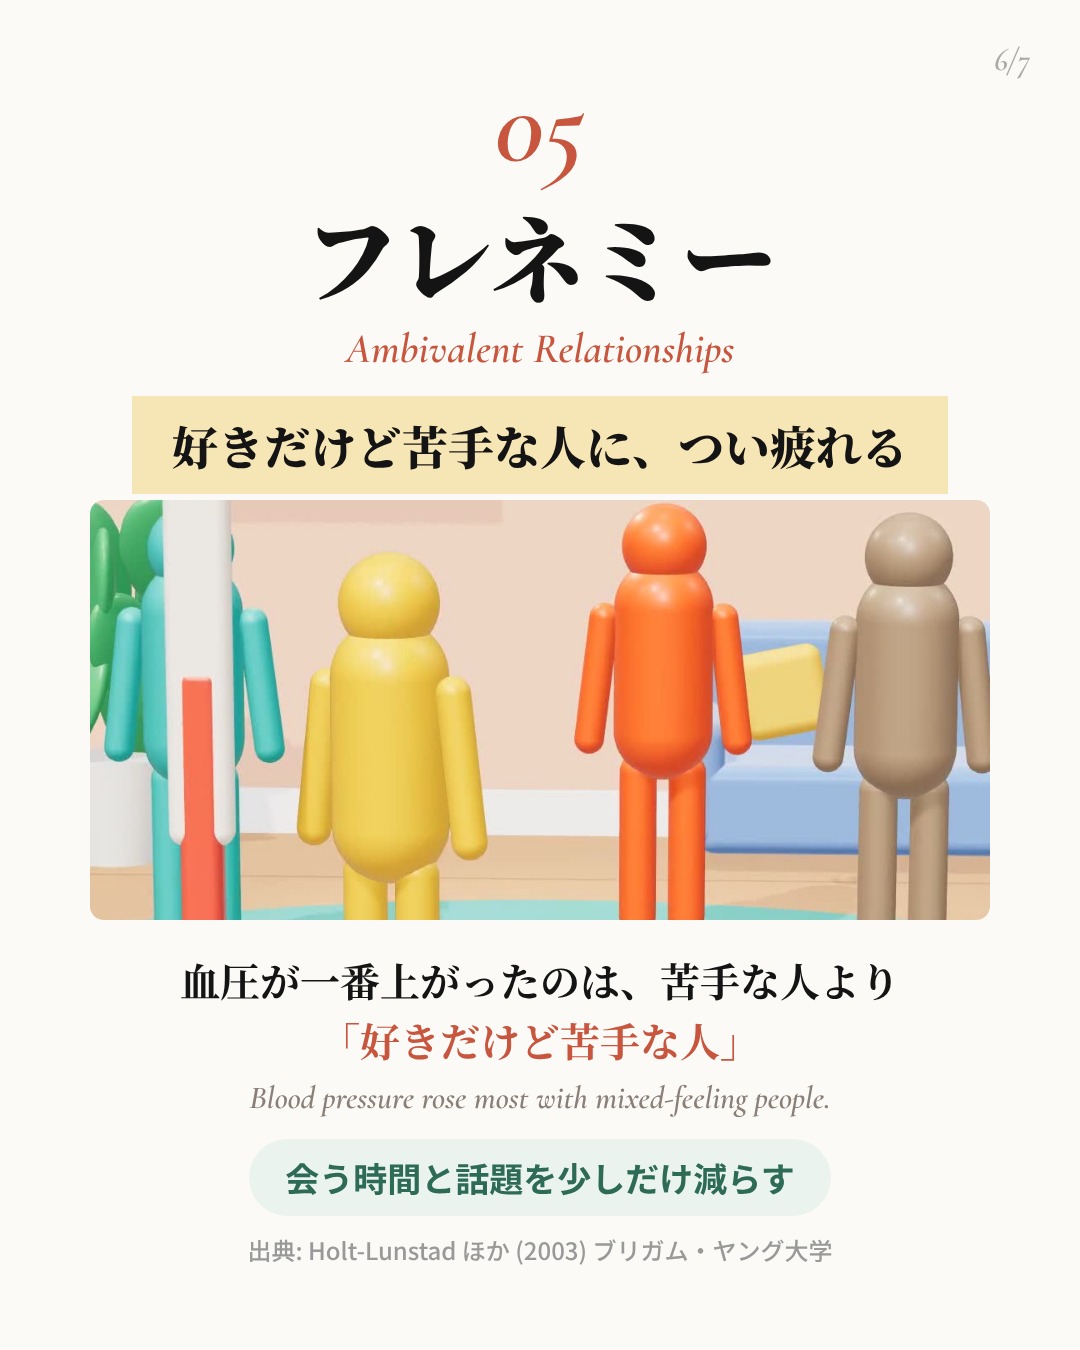 6/7
05
フレネミー
Ambivalent Relationships
好きだけど苦手な人に、つい疲れる
血圧が一番上がったのは、苦手な人より
「好きだけど苦手な人」
Blood pressure rose most with mixed-feeling people.
会う時間と話題を少しだけ減らす
出典: Holt-Lunstad ほか (2003) ブリガム・ヤング大学